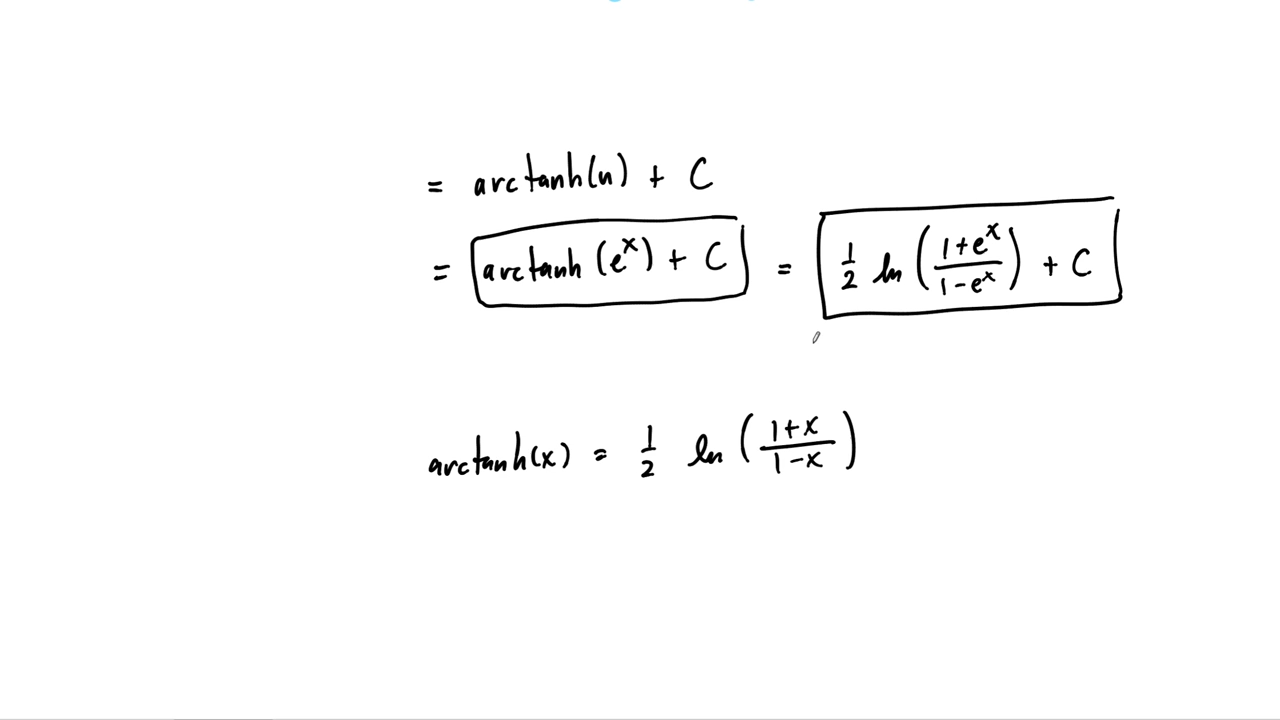 = arctanh(u) + C
= arctanh (e^x) + C = 1/2 ln ((1+e^x)/(1-e^x)) + C
arctanh(x) = 1/2 ln ((1+x)/(1-x))